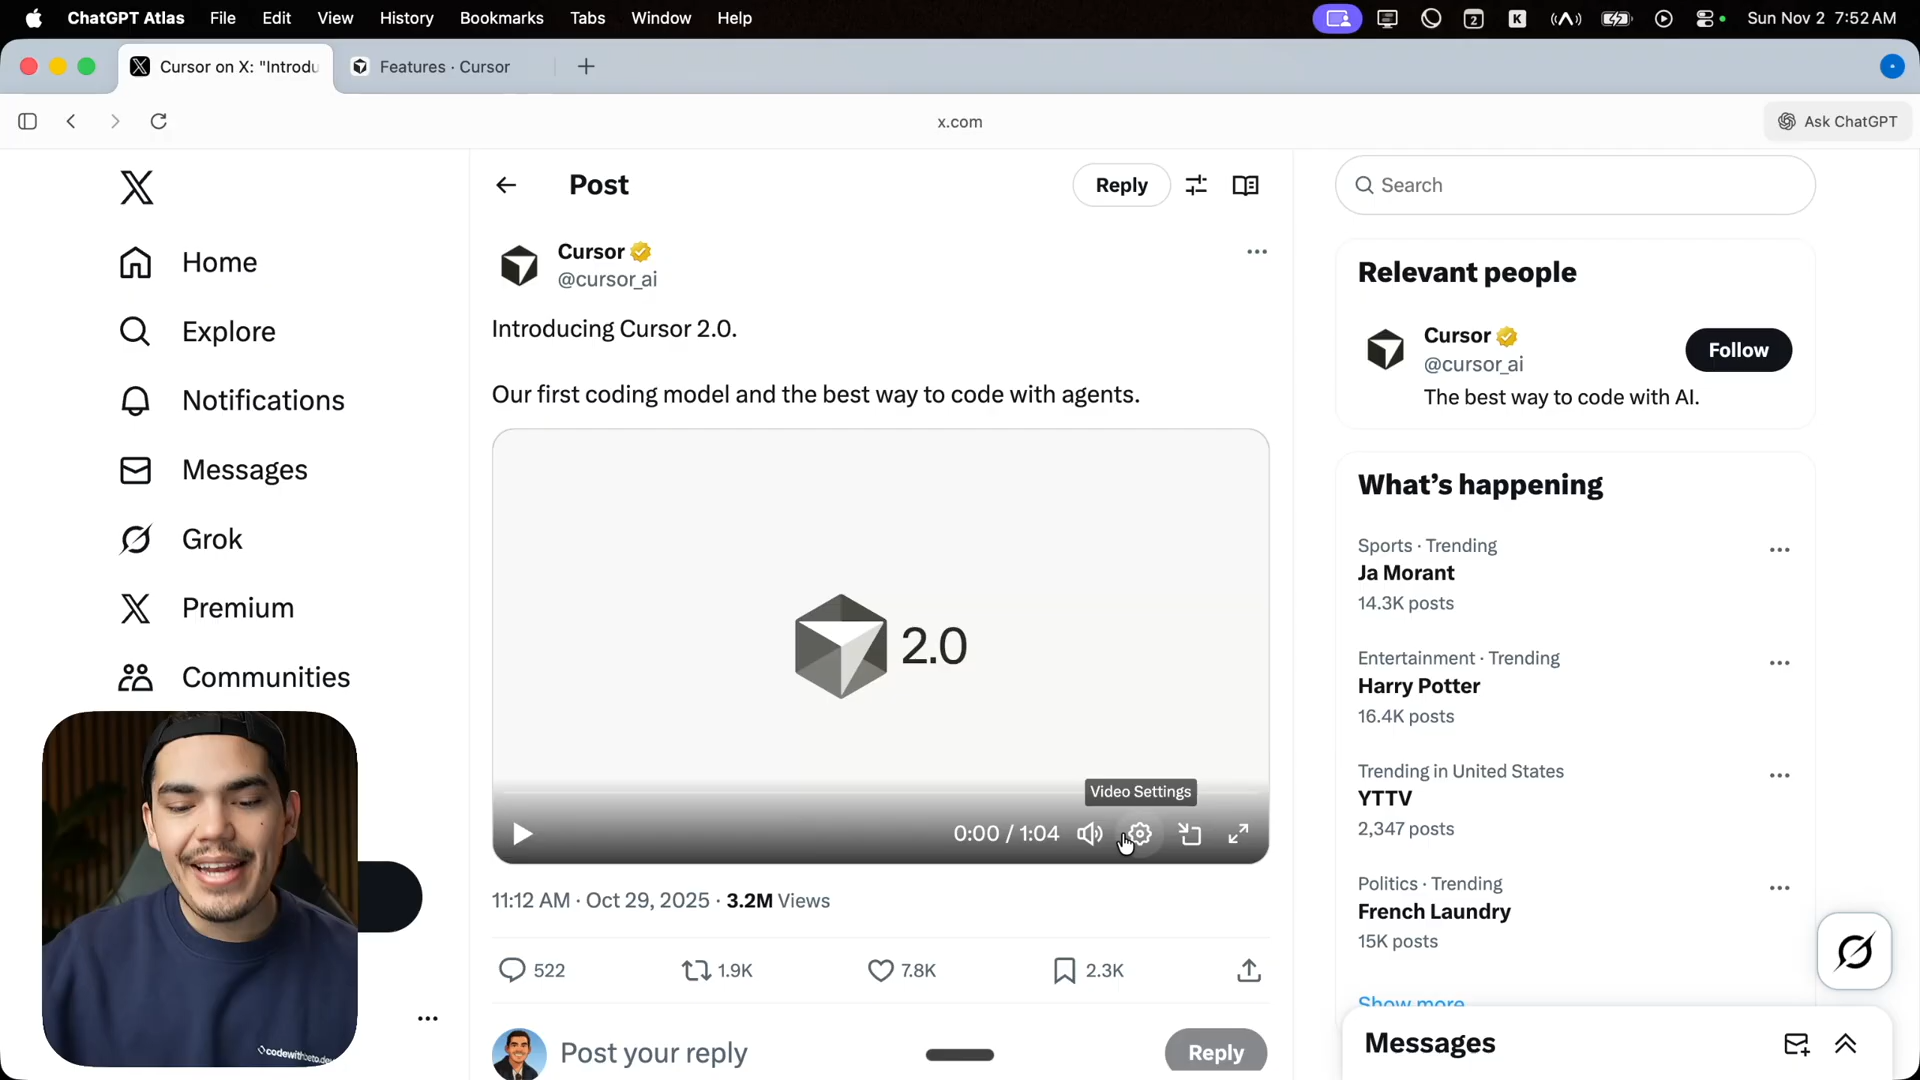 ChatGPT Atlas File Edit View History Bookmarks Tabs Window Help
2 K Sun Nov 2 7:52 AM
Cursor on X: "Introdu
Features · Cursor
x.com
Ask ChatGPT
Home
Explore
Notifications
Messages
Grok
Premium
Communities
Post
Reply
Cursor
@cursor_ai
Introducing Cursor 2.0.
Our first coding model and the best way to code with agents.
2.0
Video Settings
0:00 / 1:04
11:12 AM · Oct 29, 2025 · 3.2M Views
522 1.9K 7.8K 2.3K
Post your reply
Reply
Search
Relevant people
Cursor
@cursor_ai
Follow
The best way to code with AI.
What's happening
Sports · Trending
Ja Morant
14.3K posts
Entertainment · Trending
Harry Potter
16.4K posts
Trending in United States
YTTV
2,347 posts
Politics · Trending
French Laundry
15K posts
Show more
Messages
codewithbeto.dev